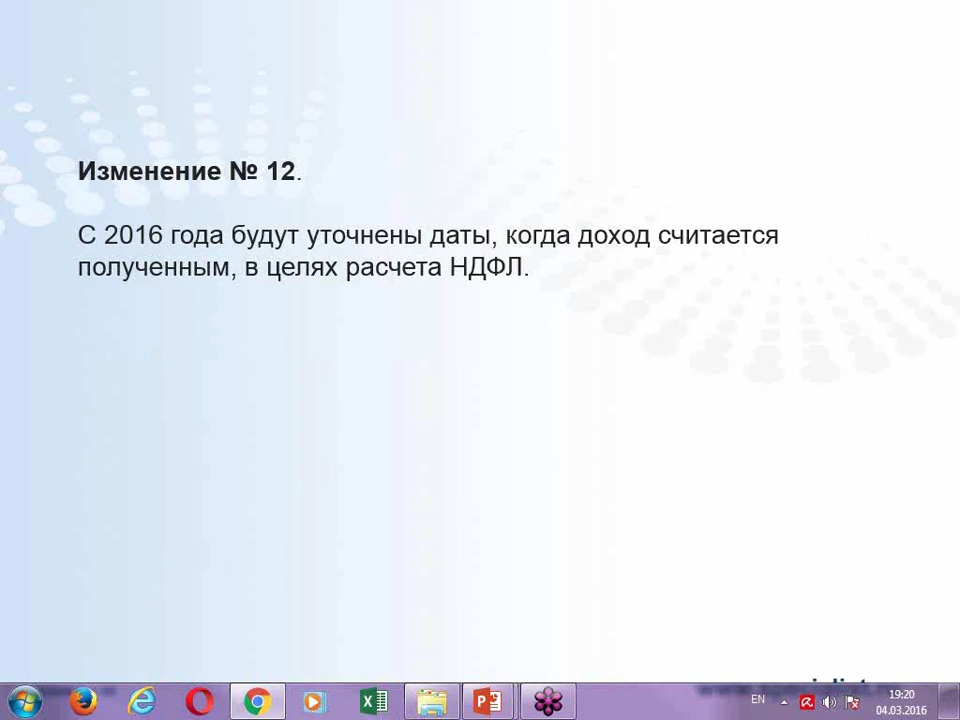 Изменение № 12.
С 2016 года будут уточнены даты, когда доход считается
полученным, в целях расчета НДФЛ.
EN
19:20
04.03.2016